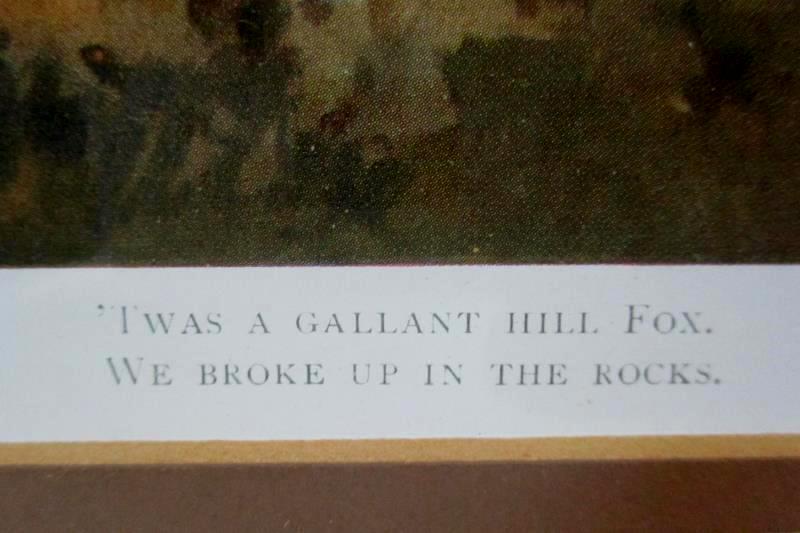 'Twas a gallant hill Fox.
We broke up in the rocks.